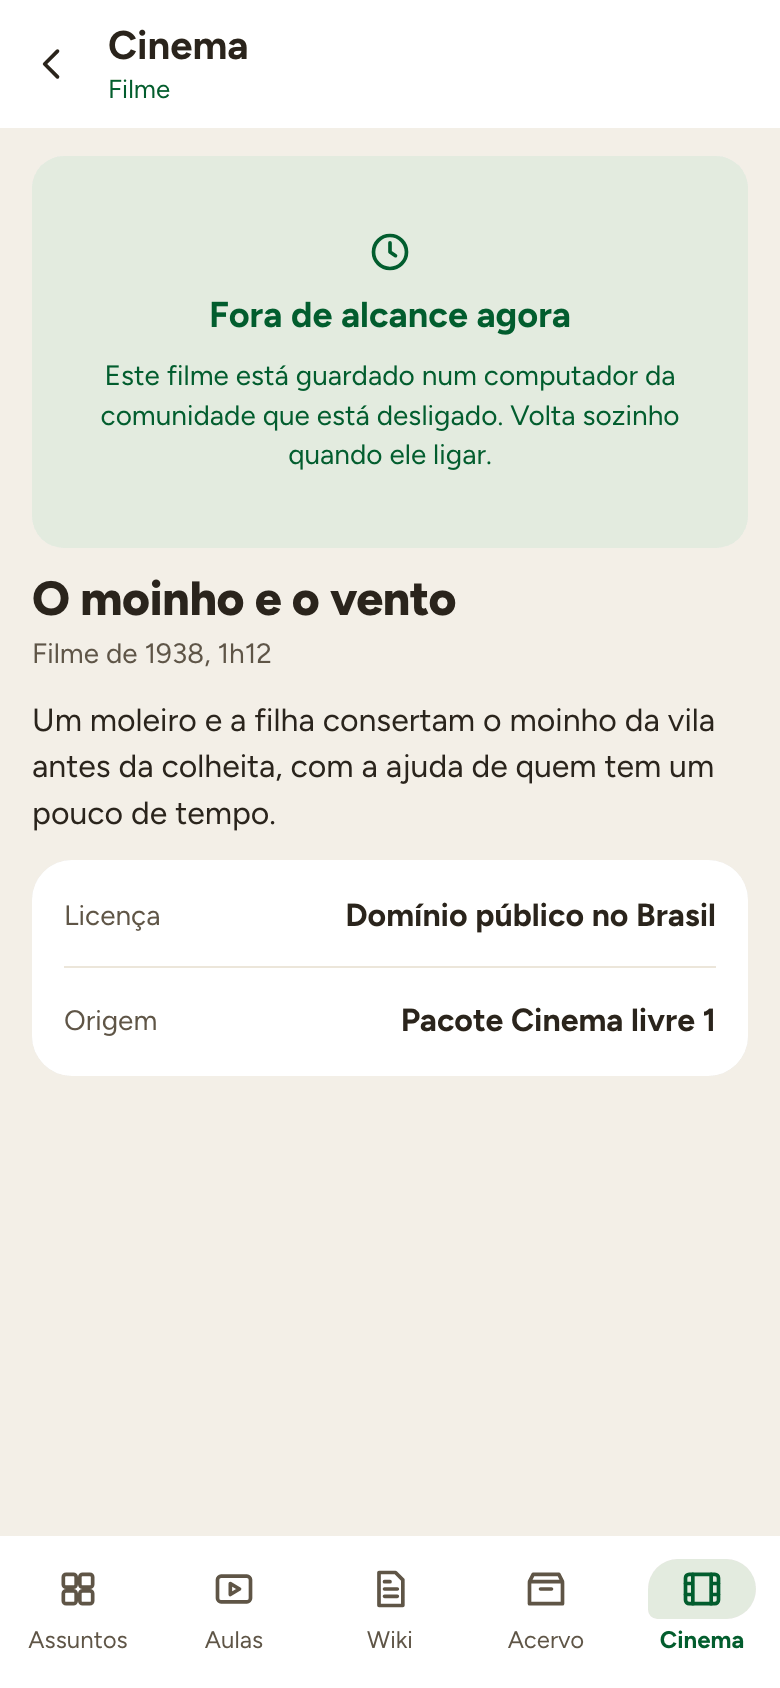 Cinema
Filme
Fora de alcance agora
Este filme está guardado num computador da
comunidade que está desligado. Volta sozinho
quando ele ligar.
O moinho e o vento
Filme de 1938, 1h12
Um moleiro e a filha consertam o moinho da vila
antes da colheita, com a ajuda de quem tem um
pouco de tempo.
Licença Domínio público no Brasil
Origem Pacote Cinema livre 1
Assuntos Aulas Wiki Acervo Cinema